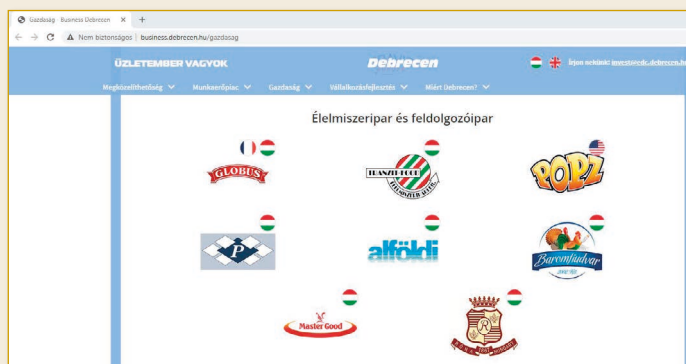 Gazdaság - Business Debrecen
Nem biztonságos | business.debrecen.hu/gazdasag
ÜZLETEMBER VAGYOK
Debrecen
Írjon nekünk: invest@edc.debrecen.hu
Megközelíthetőség
Munkaerőpiac
Gazdaság
Vállalkozásfejlesztés
Miért Debrecen?
Élelmiszeripar és feldolgozóipar
GLOBUS
TRANZIT-FOOD
POPZ
P
alföldi
Baromfiudvar
Master Good
R